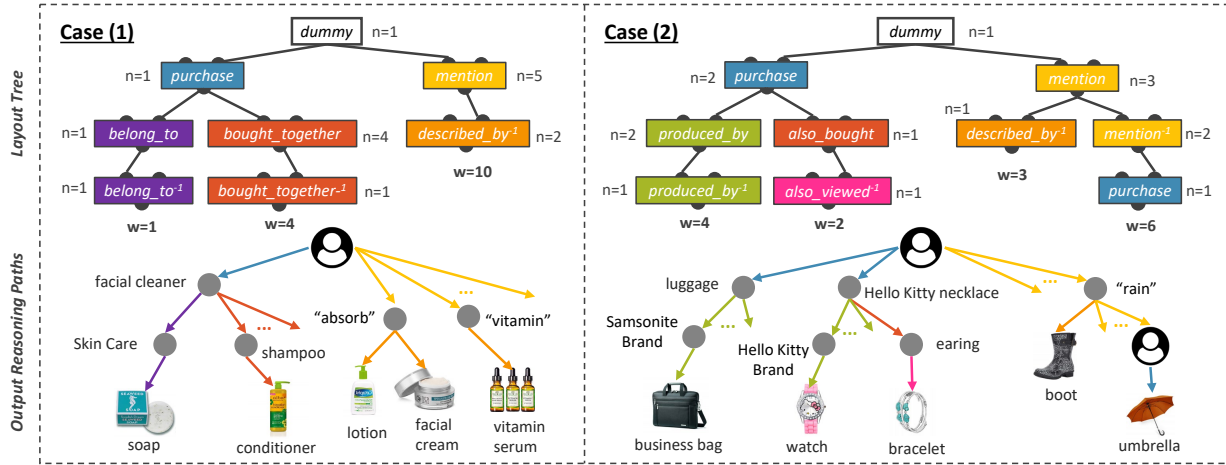 Case (1)
dummy n=1
n=1 purchase
mention n=5
n=1 belong_to
bought_together n=4
described_by⁻¹ n=2
w=10
n=1 belong_to⁻¹
bought_together⁻¹ n=1
w=1
w=4
facial cleaner
...
"absorb"
"vitamin"
Skin Care
...
shampoo
soap
conditioner
lotion
facial
cream
vitamin
serum
Case (2)
dummy n=1
n=2 purchase
mention n=3
n=2 produced_by
also_bought n=1
n=1
described_by⁻¹
mention⁻¹ n=2
w=3
n=1 produced_by⁻¹
also_viewed⁻¹ n=1
purchase n=1
w=4
w=2
w=6
luggage
Hello Kitty necklace
...
"rain"
Samsonite
Brand
...
Hello Kitty
Brand
...
earing
...
boot
business bag
watch
bracelet
umbrella
Layout Tree
Output Reasoning Paths